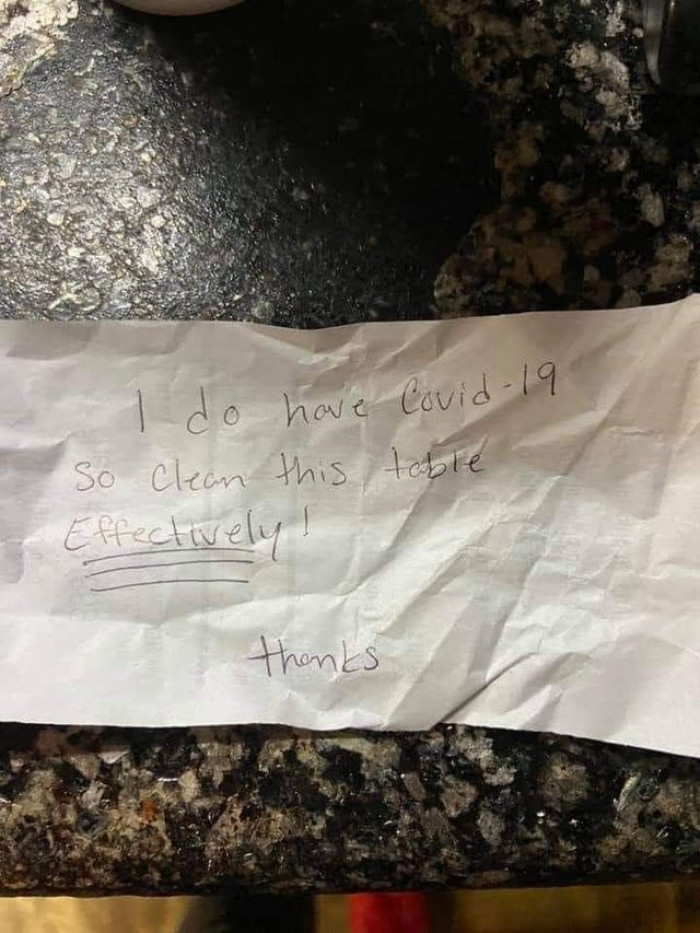 I do have Covid-19
So Clean this table
Effectively!
thanks